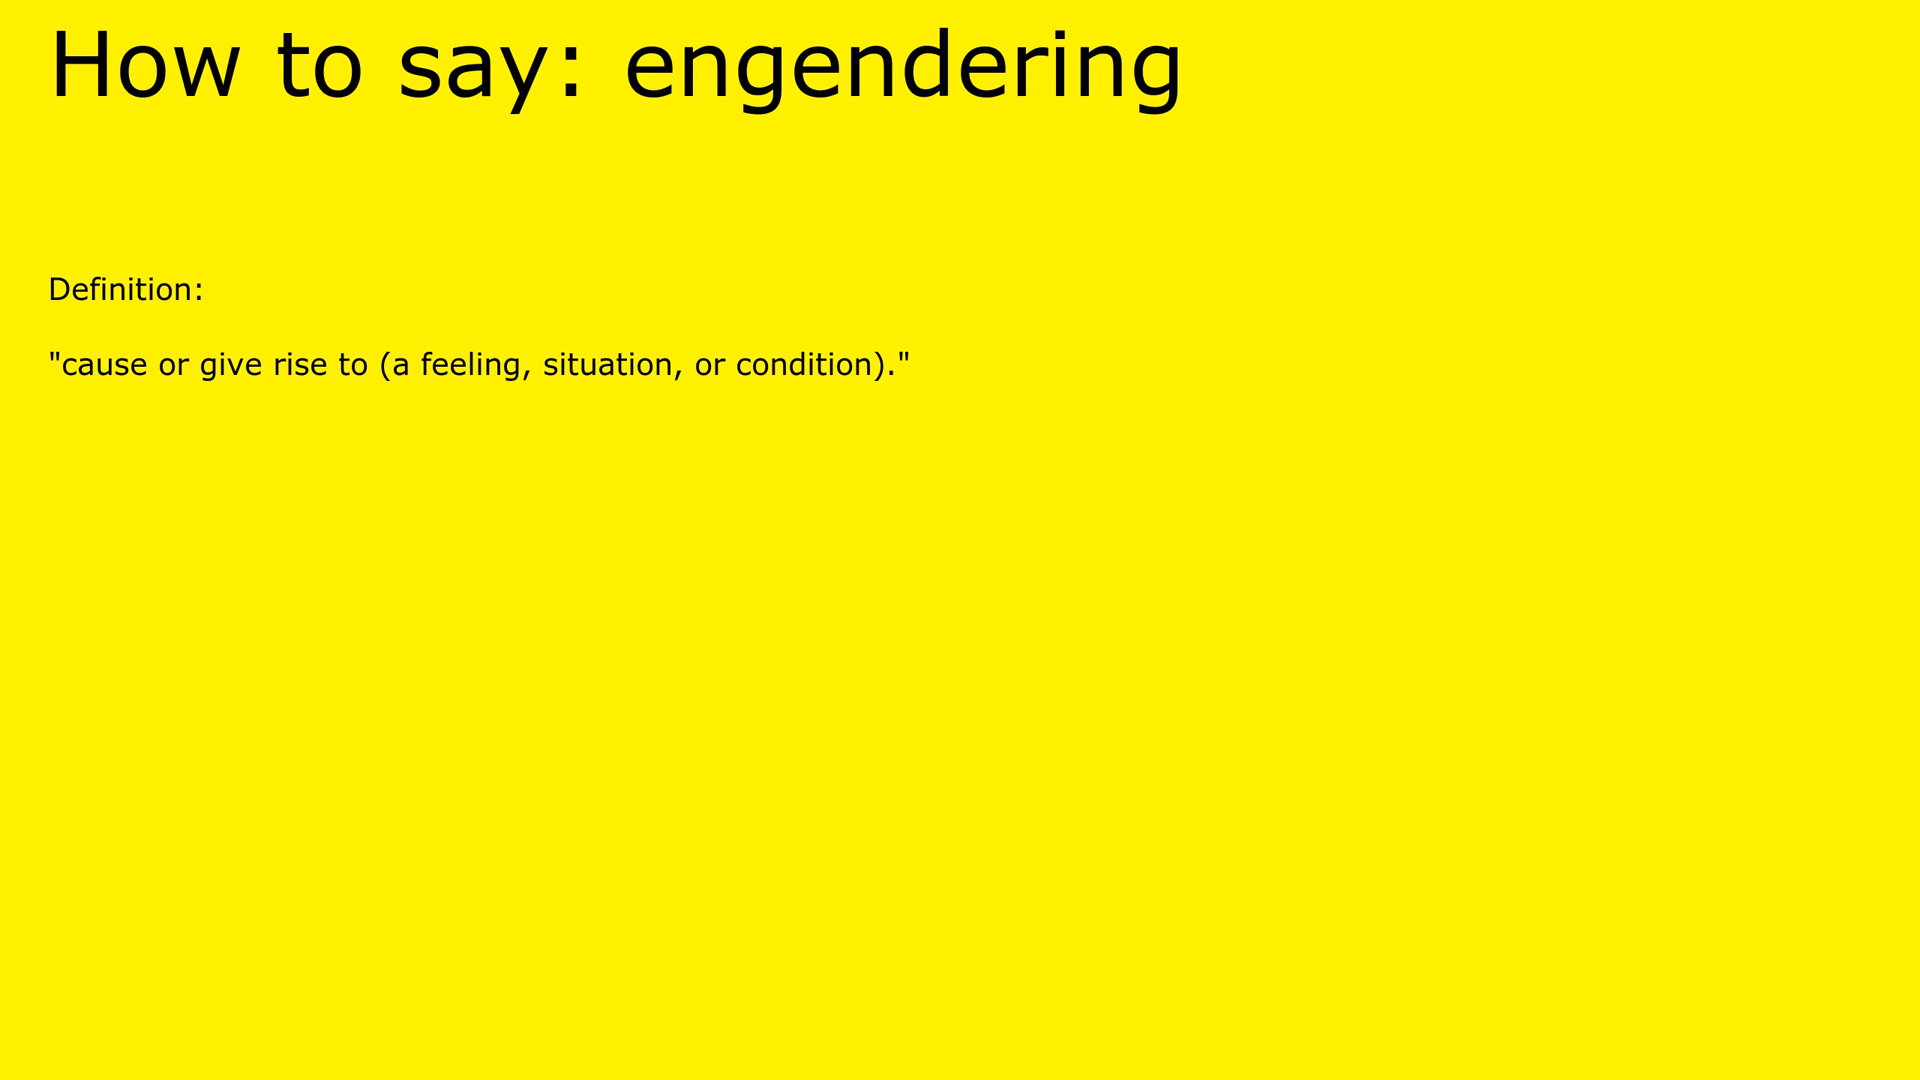 How to say: engendering
Definition:
"cause or give rise to (a feeling, situation, or condition)."